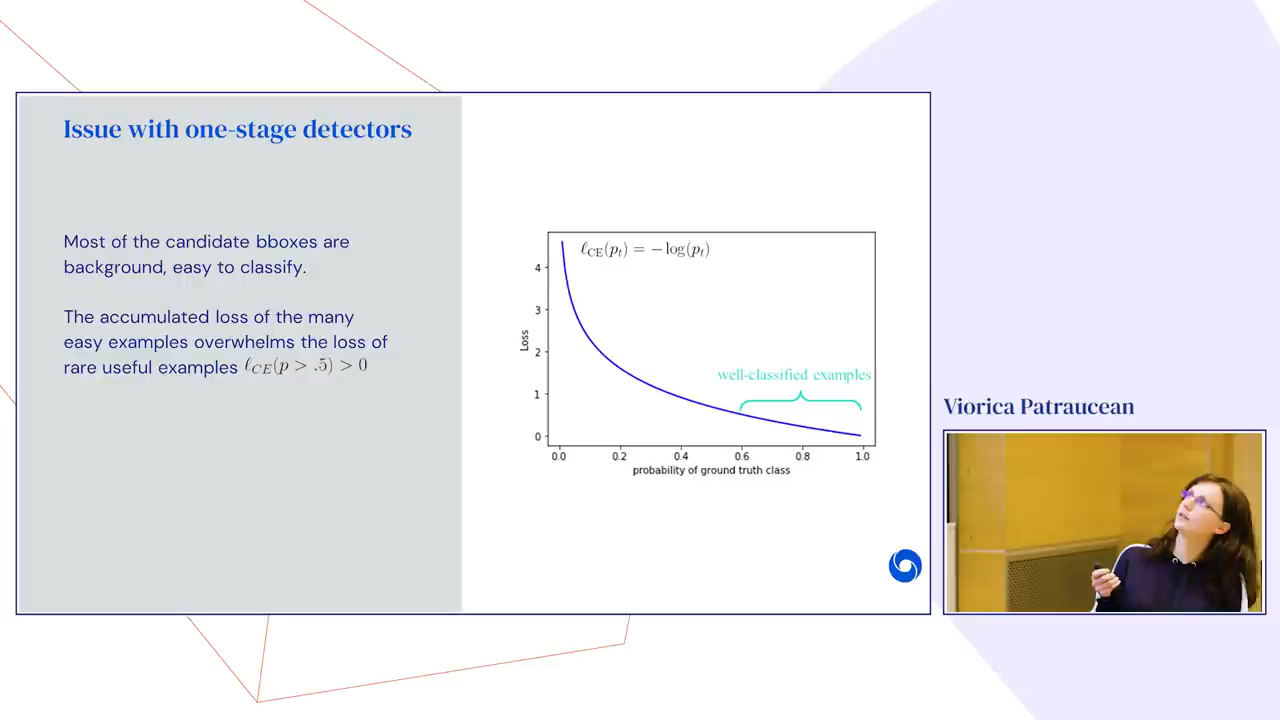 Issue with one-stage detectors
Most of the candidate bboxes are
background, easy to classify.
The accumulated loss of the many
easy examples overwhelms the loss of
rare useful examples ℓ_CE(p > .5) > 0
ℓ_CE(p_t) = −log(p_t)
4
3
2
1
0
Loss
well-classified examples
0.0 0.2 0.4 0.6 0.8 1.0
probability of ground truth class
Viorica Patraucean